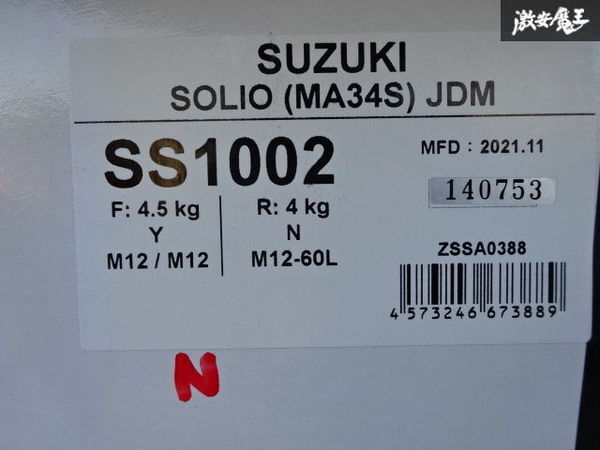 激安魔王
SUZUKI
SOLIO (MA34S) JDM
SS1002
MFD : 2021.11
140753
F: 4.5 kg
R: 4 kg
Y
N
M12 / M12
M12-60L
ZSSA0388
4 573246 673889
N